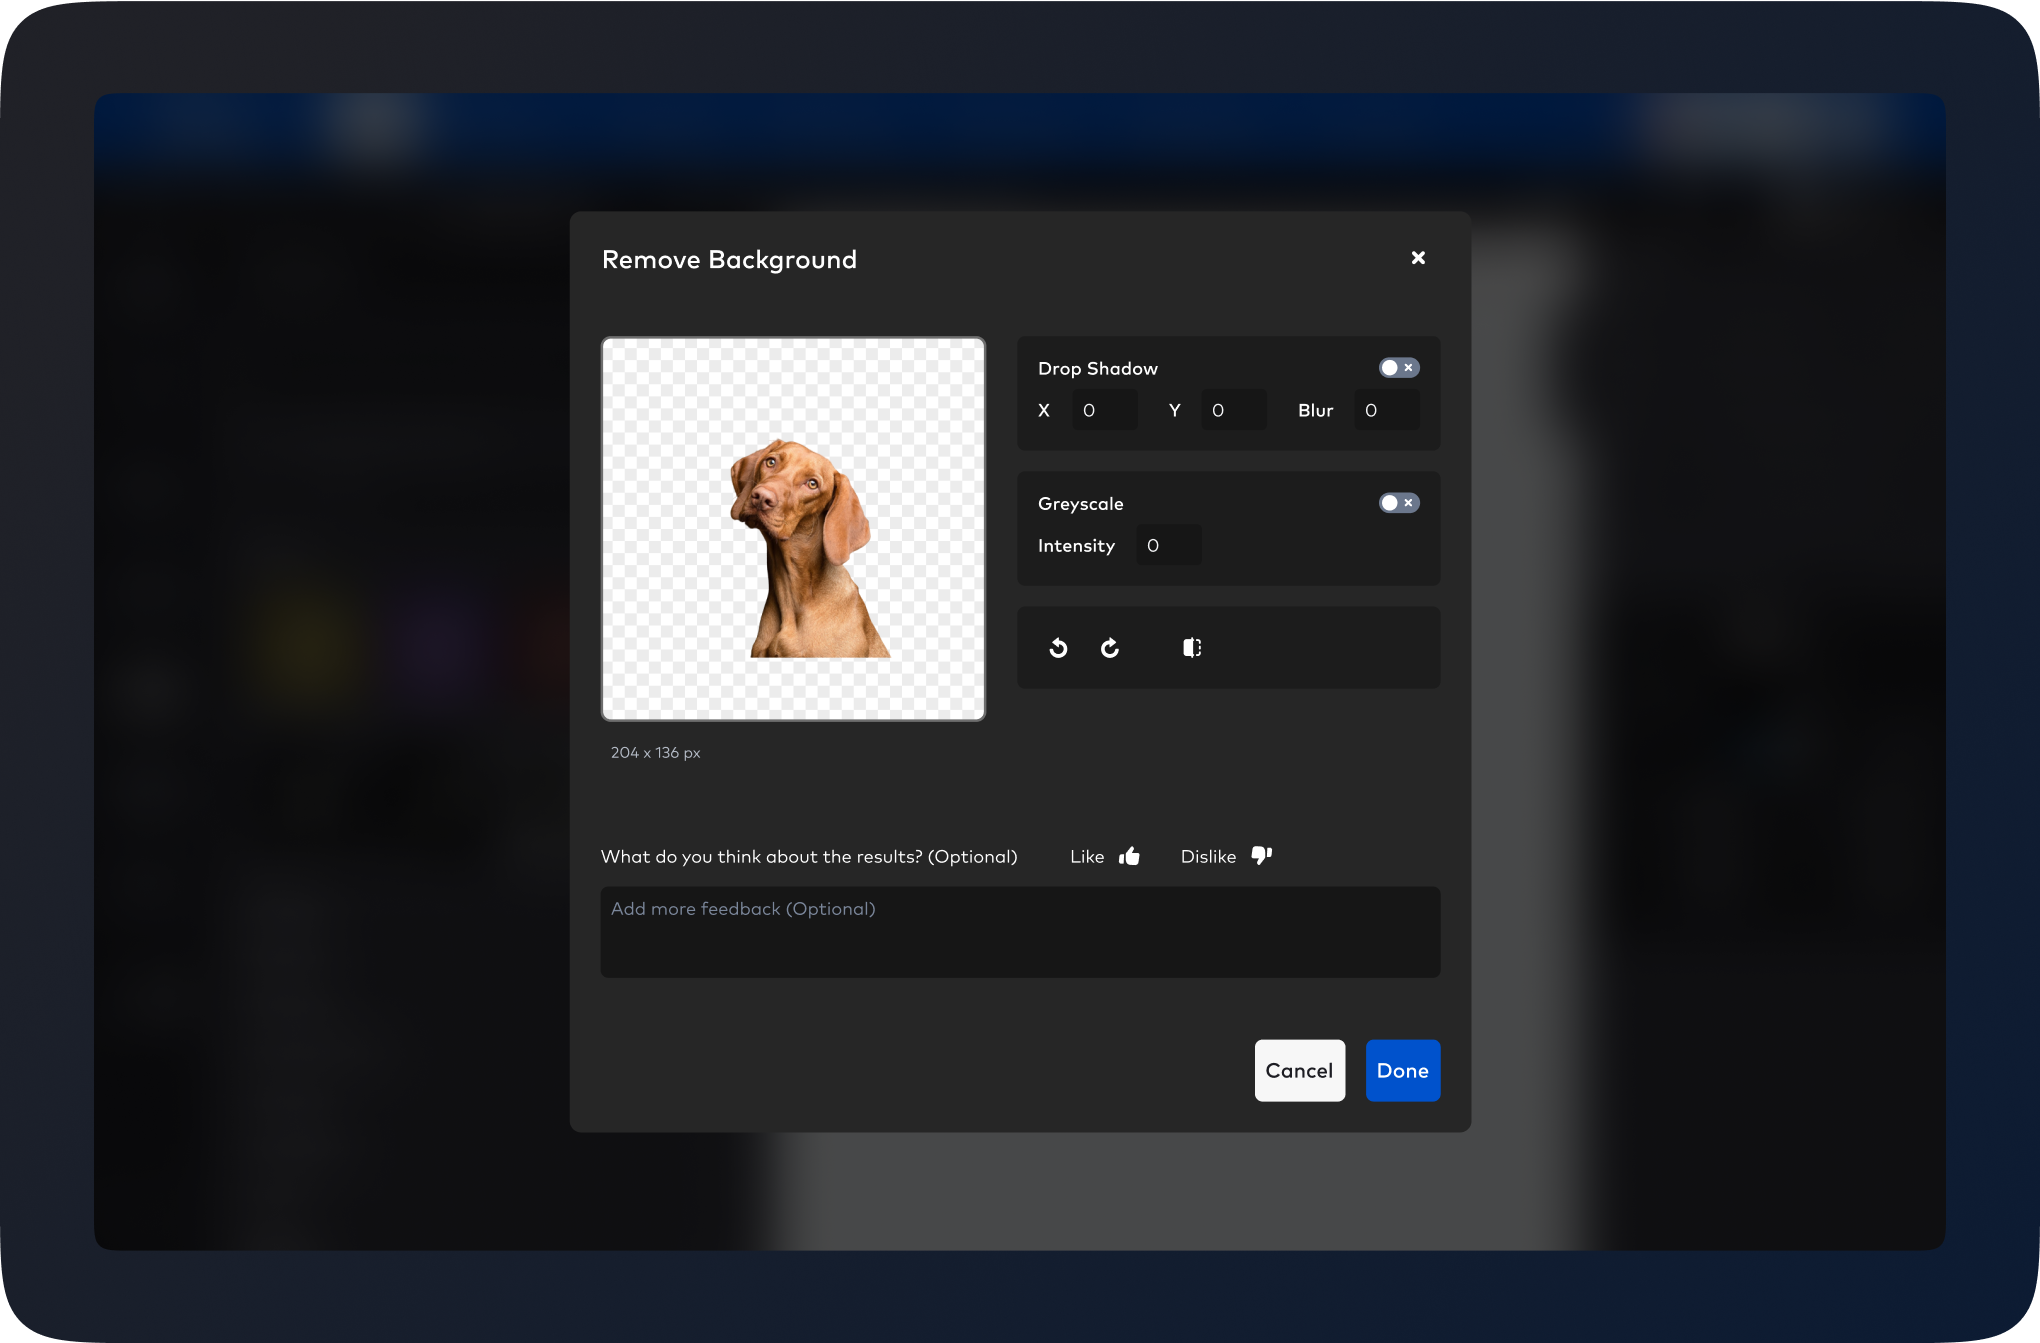 Remove Background
Drop Shadow
X 0 Y 0 Blur 0
Greyscale
Intensity 0
204 x 136 px
What do you think about the results? (Optional) Like Dislike
Add more feedback (Optional)
Cancel Done